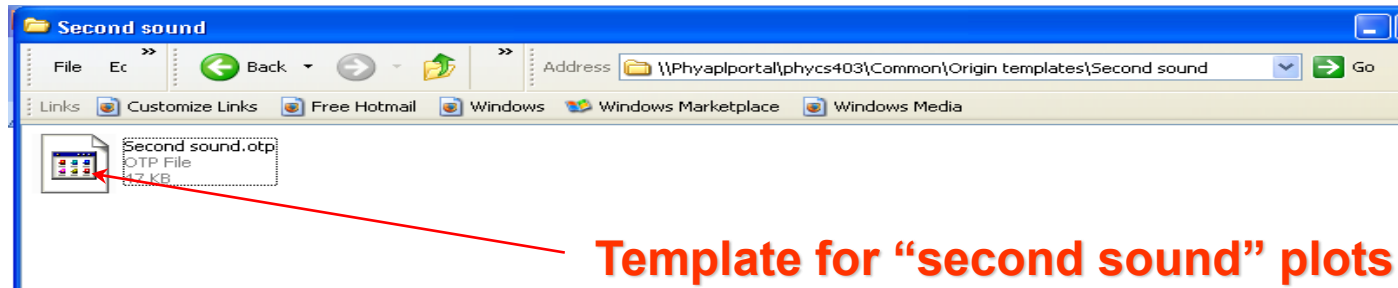 Second sound
File Ec » Back » Address \\Phyaplportal\phycs403\Common\Origin templates\Second sound Go
Links Customize Links Free Hotmail Windows Windows Marketplace Windows Media
Second sound.otp
OTP File
47 KB
Template for “second sound” plots